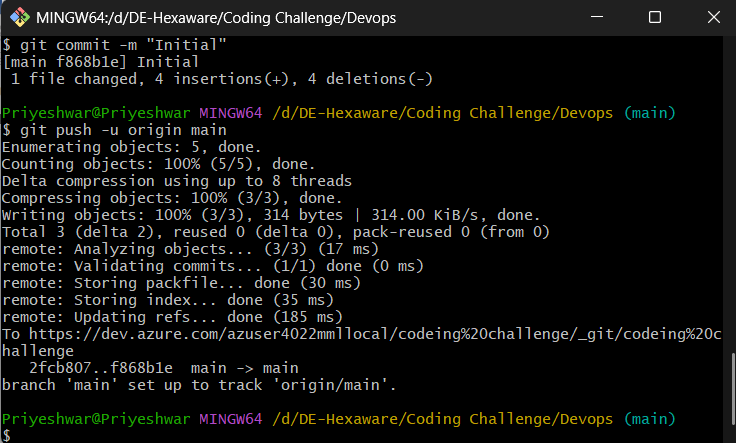 MINGW64:/d/DE-Hexaware/Coding Challenge/Devops
$ git commit -m "Initial"
[main f868b1e] Initial
 1 file changed, 4 insertions(+), 4 deletions(-)
Priyeshwar@Priyeshwar MINGW64 /d/DE-Hexaware/Coding Challenge/Devops (main)
$ git push -u origin main
Enumerating objects: 5, done.
Counting objects: 100% (5/5), done.
Delta compression using up to 8 threads
Compressing objects: 100% (3/3), done.
Writing objects: 100% (3/3), 314 bytes | 314.00 KiB/s, done.
Total 3 (delta 2), reused 0 (delta 0), pack-reused 0 (from 0)
remote: Analyzing objects... (3/3) (17 ms)
remote: Validating commits... (1/1) done (0 ms)
remote: Storing packfile... done (30 ms)
remote: Storing index... done (35 ms)
remote: Updating refs... done (185 ms)
To https://dev.azure.com/azuser4022mmllocal/codeing%20challenge/_git/codeing%20c
hallenge
   2fcb807..f868b1e  main -> main
branch 'main' set up to track 'origin/main'.
Priyeshwar@Priyeshwar MINGW64 /d/DE-Hexaware/Coding Challenge/Devops (main)
$